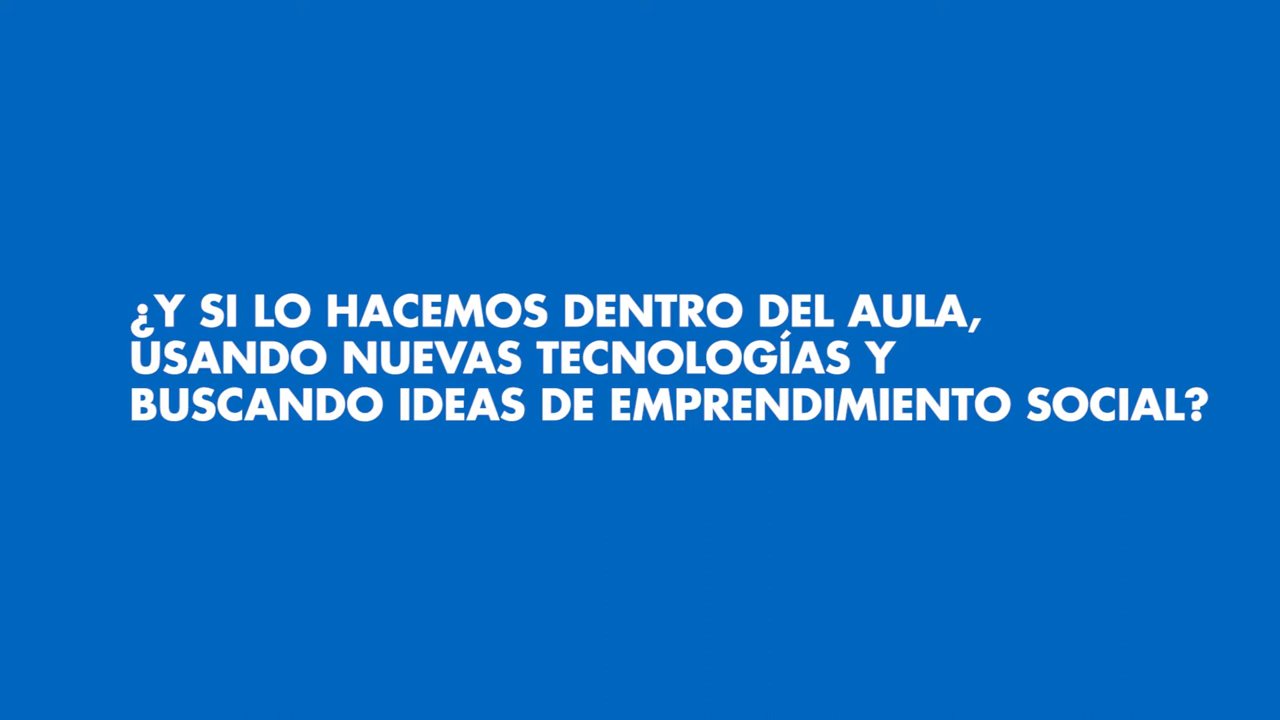 ¿Y SI LO HACEMOS DENTRO DEL AULA,
USANDO NUEVAS TECNOLOGÍAS Y
BUSCANDO IDEAS DE EMPRENDIMIENTO SOCIAL?